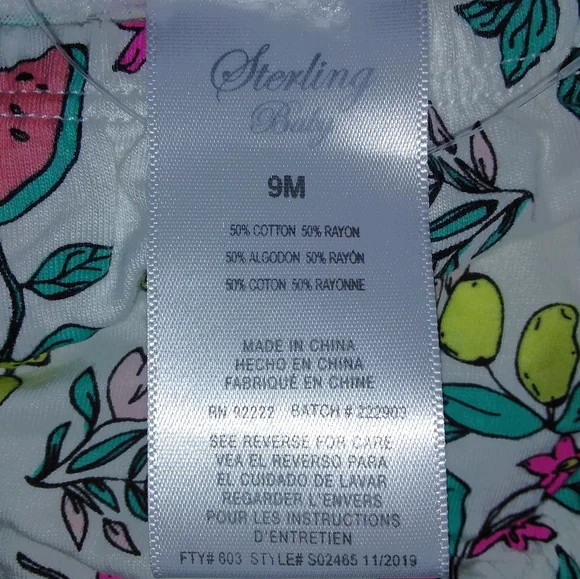 Sterling
Baby
9M
50% COTTON 50% RAYON
50% ALGODON 50% RAYÓN
50% COTON 50% RAYONNE
MADE IN CHINA
HECHO EN CHINA
FABRIQUÉ EN CHINE
RN 92222 BATCH # 222903
SEE REVERSE FOR CARE
VEA EL REVERSO PARA
EL CUIDADO DE LAVAR
REGARDER L'ENVERS
POUR LES INSTRUCTIONS
D'ENTRETIEN
FTY# 603 STYLE# S02465 11/2019